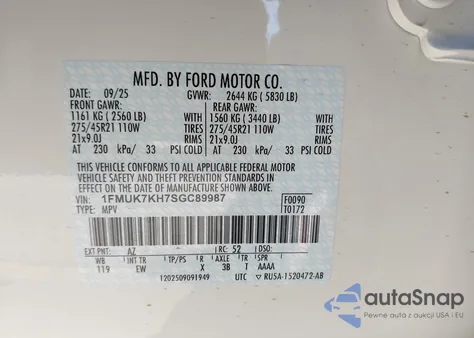 MFD. BY FORD MOTOR CO.
DATE: 09/25 GVWR: 2644 KG ( 5830 LB)
FRONT GAWR: REAR GAWR:
1161 KG ( 2560 LB) WITH 1560 KG ( 3440 LB) WITH
275/45R21 110W TIRES 275/45R21 110W TIRES
21x9.0J RIMS 21x9.0J RIMS
AT 230 kPa/ 33 PSI COLD AT 230 kPa/ 33 PSI COLD
THIS VEHICLE CONFORMS TO ALL APPLICABLE FEDERAL MOTOR
VEHICLE SAFETY AND THEFT PREVENTION STANDARDS IN
EFFECT ON THE DATE OF MANUFACTURE SHOWN ABOVE.
VIN: 1FMUK7KH7SGC89987 F0090
TYPE: MPV T0172
EXT PNT: AZ RC: 52 DSO:
WB INT TR TP/PS R AXLE TR SPR
119 EW X 3B T AAAA
1202509091949 UTC RU5A-1520472-AB
autaSnap
Pewne auta z aukcji USA i EU